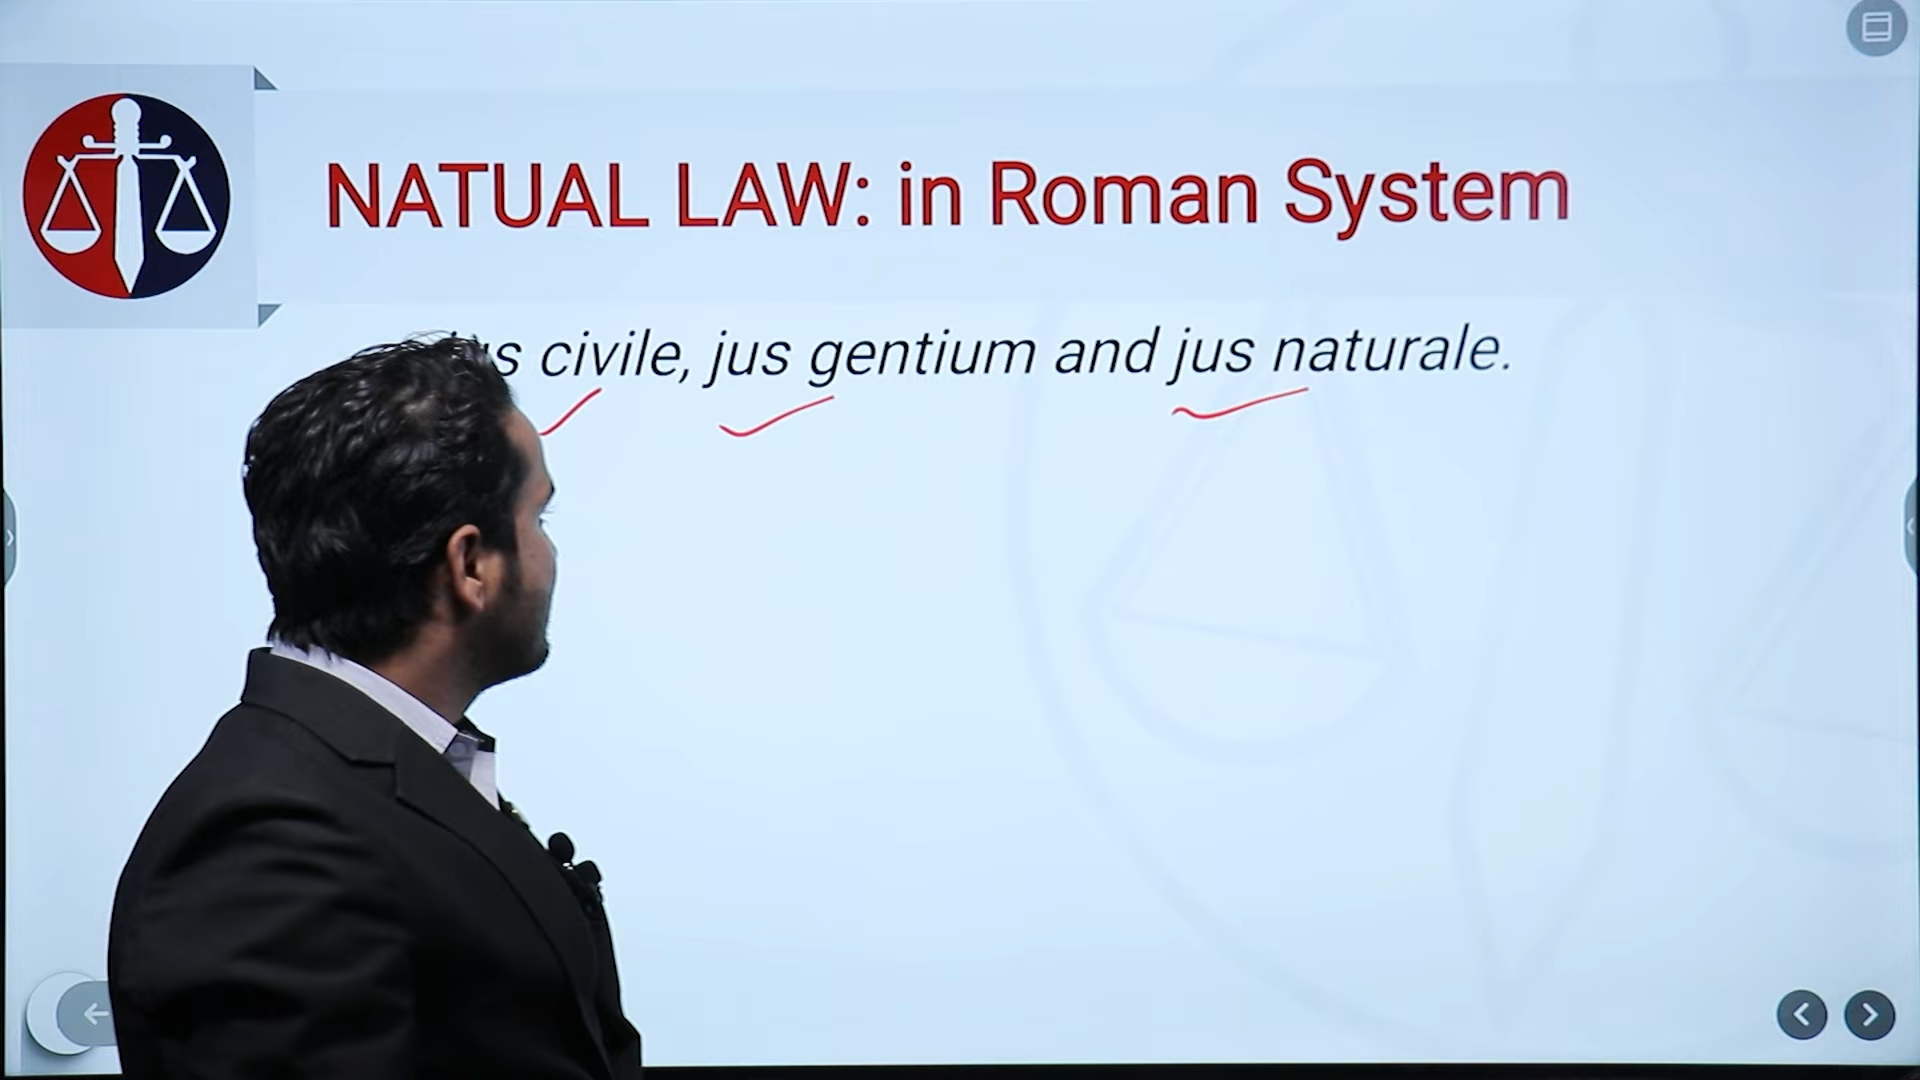 NATUAL LAW: in Roman System
civile, jus gentium and jus naturale.